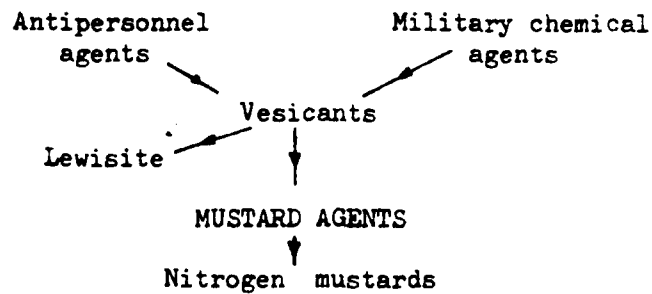 Antipersonnel
agents
Military chemical
agents
Vesicants
Lewisite
MUSTARD AGENTS
Nitrogen mustards